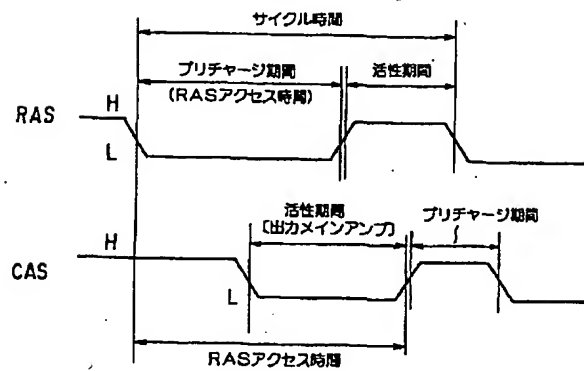 サイクル時間
プリチャージ期間
活性期間
(RASアクセス時間)
RAS
H
L
活性期間
〔出力メインアンプ〕
プリチャージ期間
CAS
H
L
RASアクセス時間